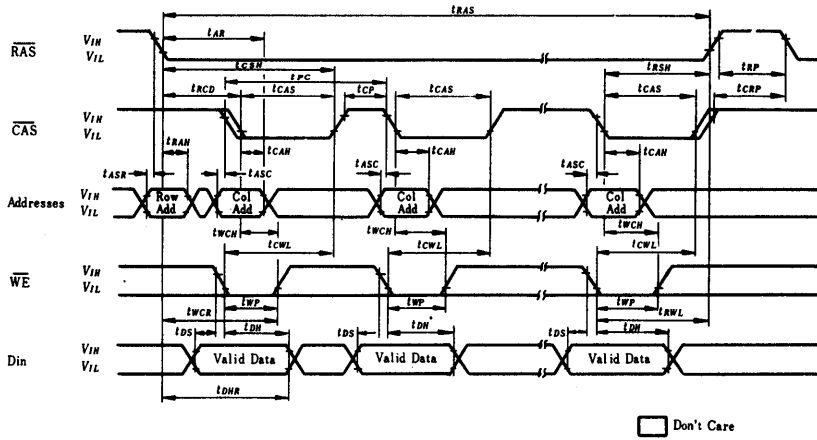 tRAS
RAS VIH
VIL
tAR
tCSH
tPC
tRSH
tRP
tRCD tCAS tCP tCAS tCAS tCRP
CAS VIH
VIL
tRAH tCAH tCAH tCAH
tASR tASC tASC tASC
Addresses VIH
VIL
Row Add
Col Add
Col Add
Col Add
tWCH tWCH tWCH
tCWL tCWL tCWL
WE VIH
VIL
tWP tWP tWP
tWCR tRWL
tDS tDH tDS tDH tDS tDH
Din VIH
VIL
Valid Data Valid Data Valid Data
tDHR
Don't Care